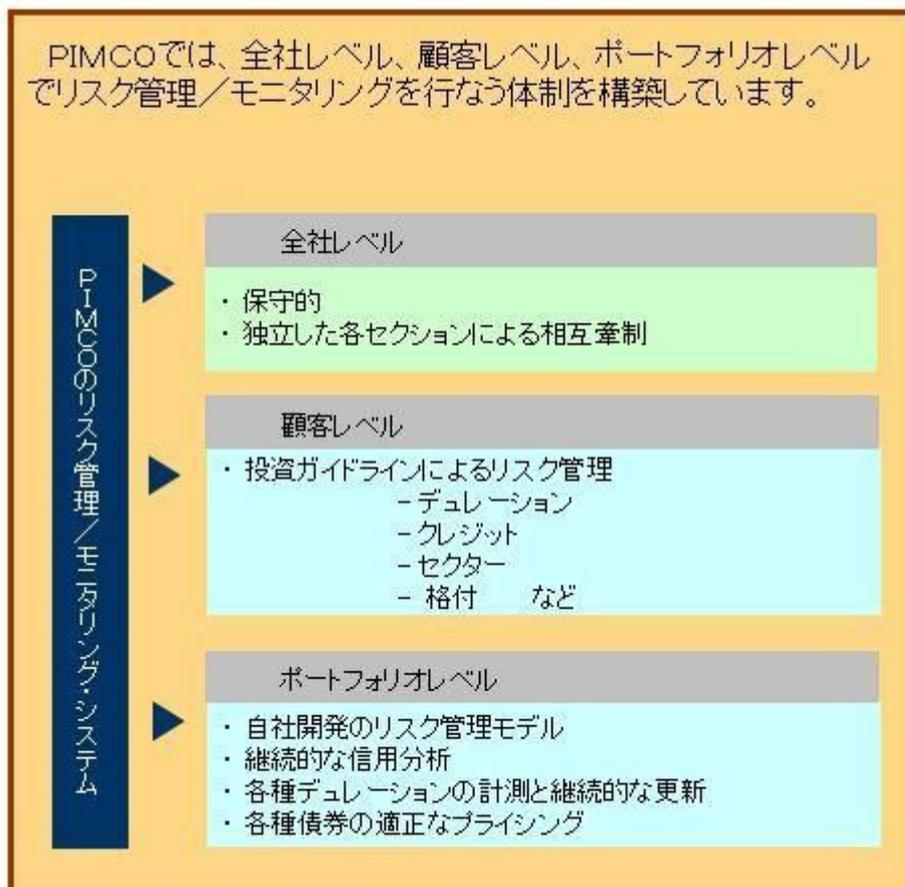 PIMCOでは、全社レベル、顧客レベル、ポートフォリオレベル
でリスク管理／モニタリングを行なう体制を構築しています。
PIMCOのリスク管理／モニタリング・システム
全社レベル
・ 保守的
・ 独立した各セクションによる相互牽制
顧客レベル
・ 投資ガイドラインによるリスク管理
－デュレーション
－クレジット
－セクター
－ 格付　　など
ポートフォリオレベル
・ 自社開発のリスク管理モデル
・ 継続的な信用分析
・ 各種デュレーションの計測と継続的な更新
・ 各種債券の適正なプライシング